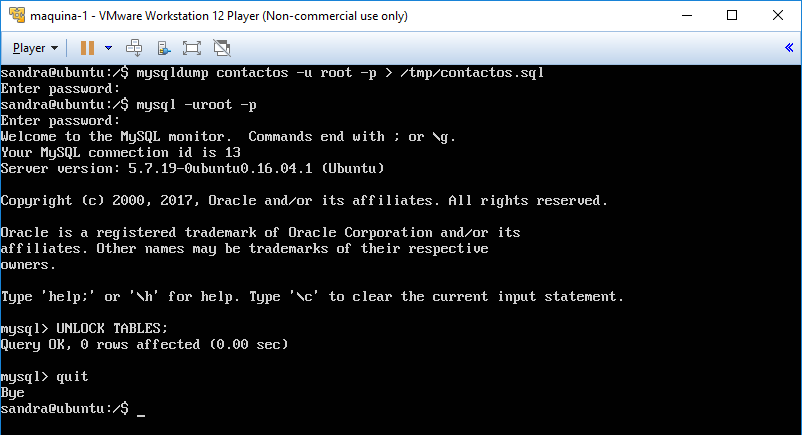 maquina-1 - VMware Workstation 12 Player (Non-commercial use only)
Player
sandra@ubuntu:/$ mysqldump contactos -u root -p > /tmp/contactos.sql
Enter password:
sandra@ubuntu:/$ mysql -uroot -p
Enter password:
Welcome to the MySQL monitor.  Commands end with ; or \g.
Your MySQL connection id is 13
Server version: 5.7.19-0ubuntu0.16.04.1 (Ubuntu)
Copyright (c) 2000, 2017, Oracle and/or its affiliates. All rights reserved.
Oracle is a registered trademark of Oracle Corporation and/or its
affiliates. Other names may be trademarks of their respective
owners.
Type 'help;' or '\h' for help. Type '\c' to clear the current input statement.
mysql> UNLOCK TABLES;
Query OK, 0 rows affected (0.00 sec)
mysql> quit
Bye
sandra@ubuntu:/$ _